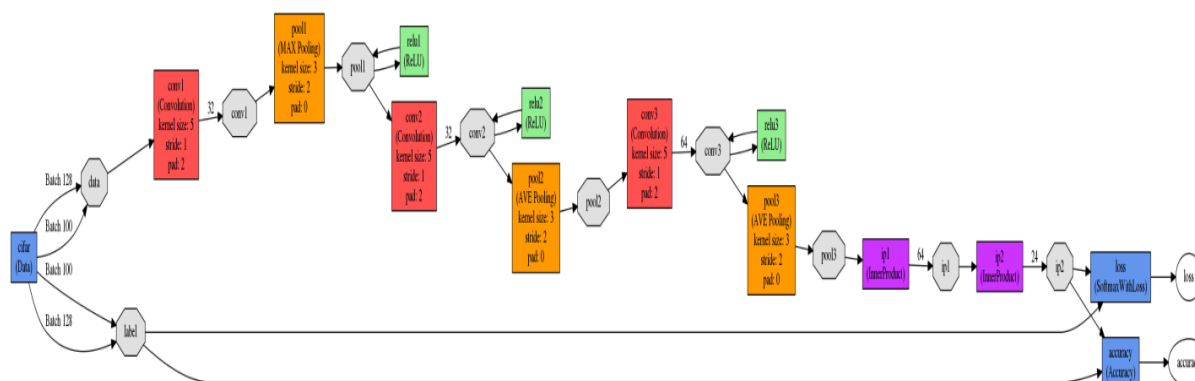 cifar
(Data)
Batch 128
Batch 100
Batch 100
Batch 128
data
label
conv1
(Convolution)
kernel size: 5
stride: 1
pad: 2
32
conv1
pool1
(MAX Pooling)
kernel size: 3
stride: 2
pad: 0
pool1
relu1
(ReLU)
conv2
(Convolution)
kernel size: 5
stride: 1
pad: 2
32
conv2
relu2
(ReLU)
pool2
(AVE Pooling)
kernel size: 3
stride: 2
pad: 0
pool2
conv3
(Convolution)
kernel size: 5
stride: 1
pad: 2
64
conv3
relu3
(ReLU)
pool3
(AVE Pooling)
kernel size: 3
stride: 2
pad: 0
pool3
ip1
(InnerProduct)
64
ip1
ip2
(InnerProduct)
24
ip2
loss
(SoftmaxWithLoss)
loss
accuracy
(Accuracy)
accurac